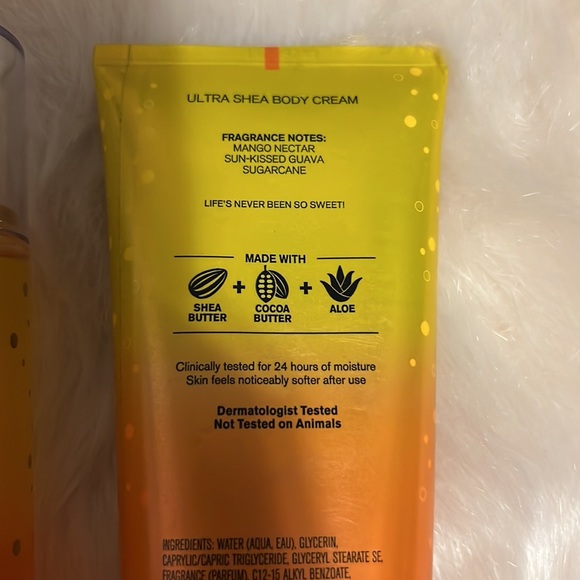 ULTRA SHEA BODY CREAM
FRAGRANCE NOTES:
MANGO NECTAR
SUN-KISSED GUAVA
SUGARCANE
LIFE'S NEVER BEEN SO SWEET!
MADE WITH
SHEA BUTTER + COCOA BUTTER + ALOE
Clinically tested for 24 hours of moisture
Skin feels noticeably softer after use
Dermatologist Tested
Not Tested on Animals
INGREDIENTS: WATER (AQUA, EAU), GLYCERIN,
CAPRYLIC/CAPRIC TRIGLYCERIDE, GLYCERYL STEARATE SE,
FRAGRANCE (PARFUM), C12-15 ALKYL BENZOATE,